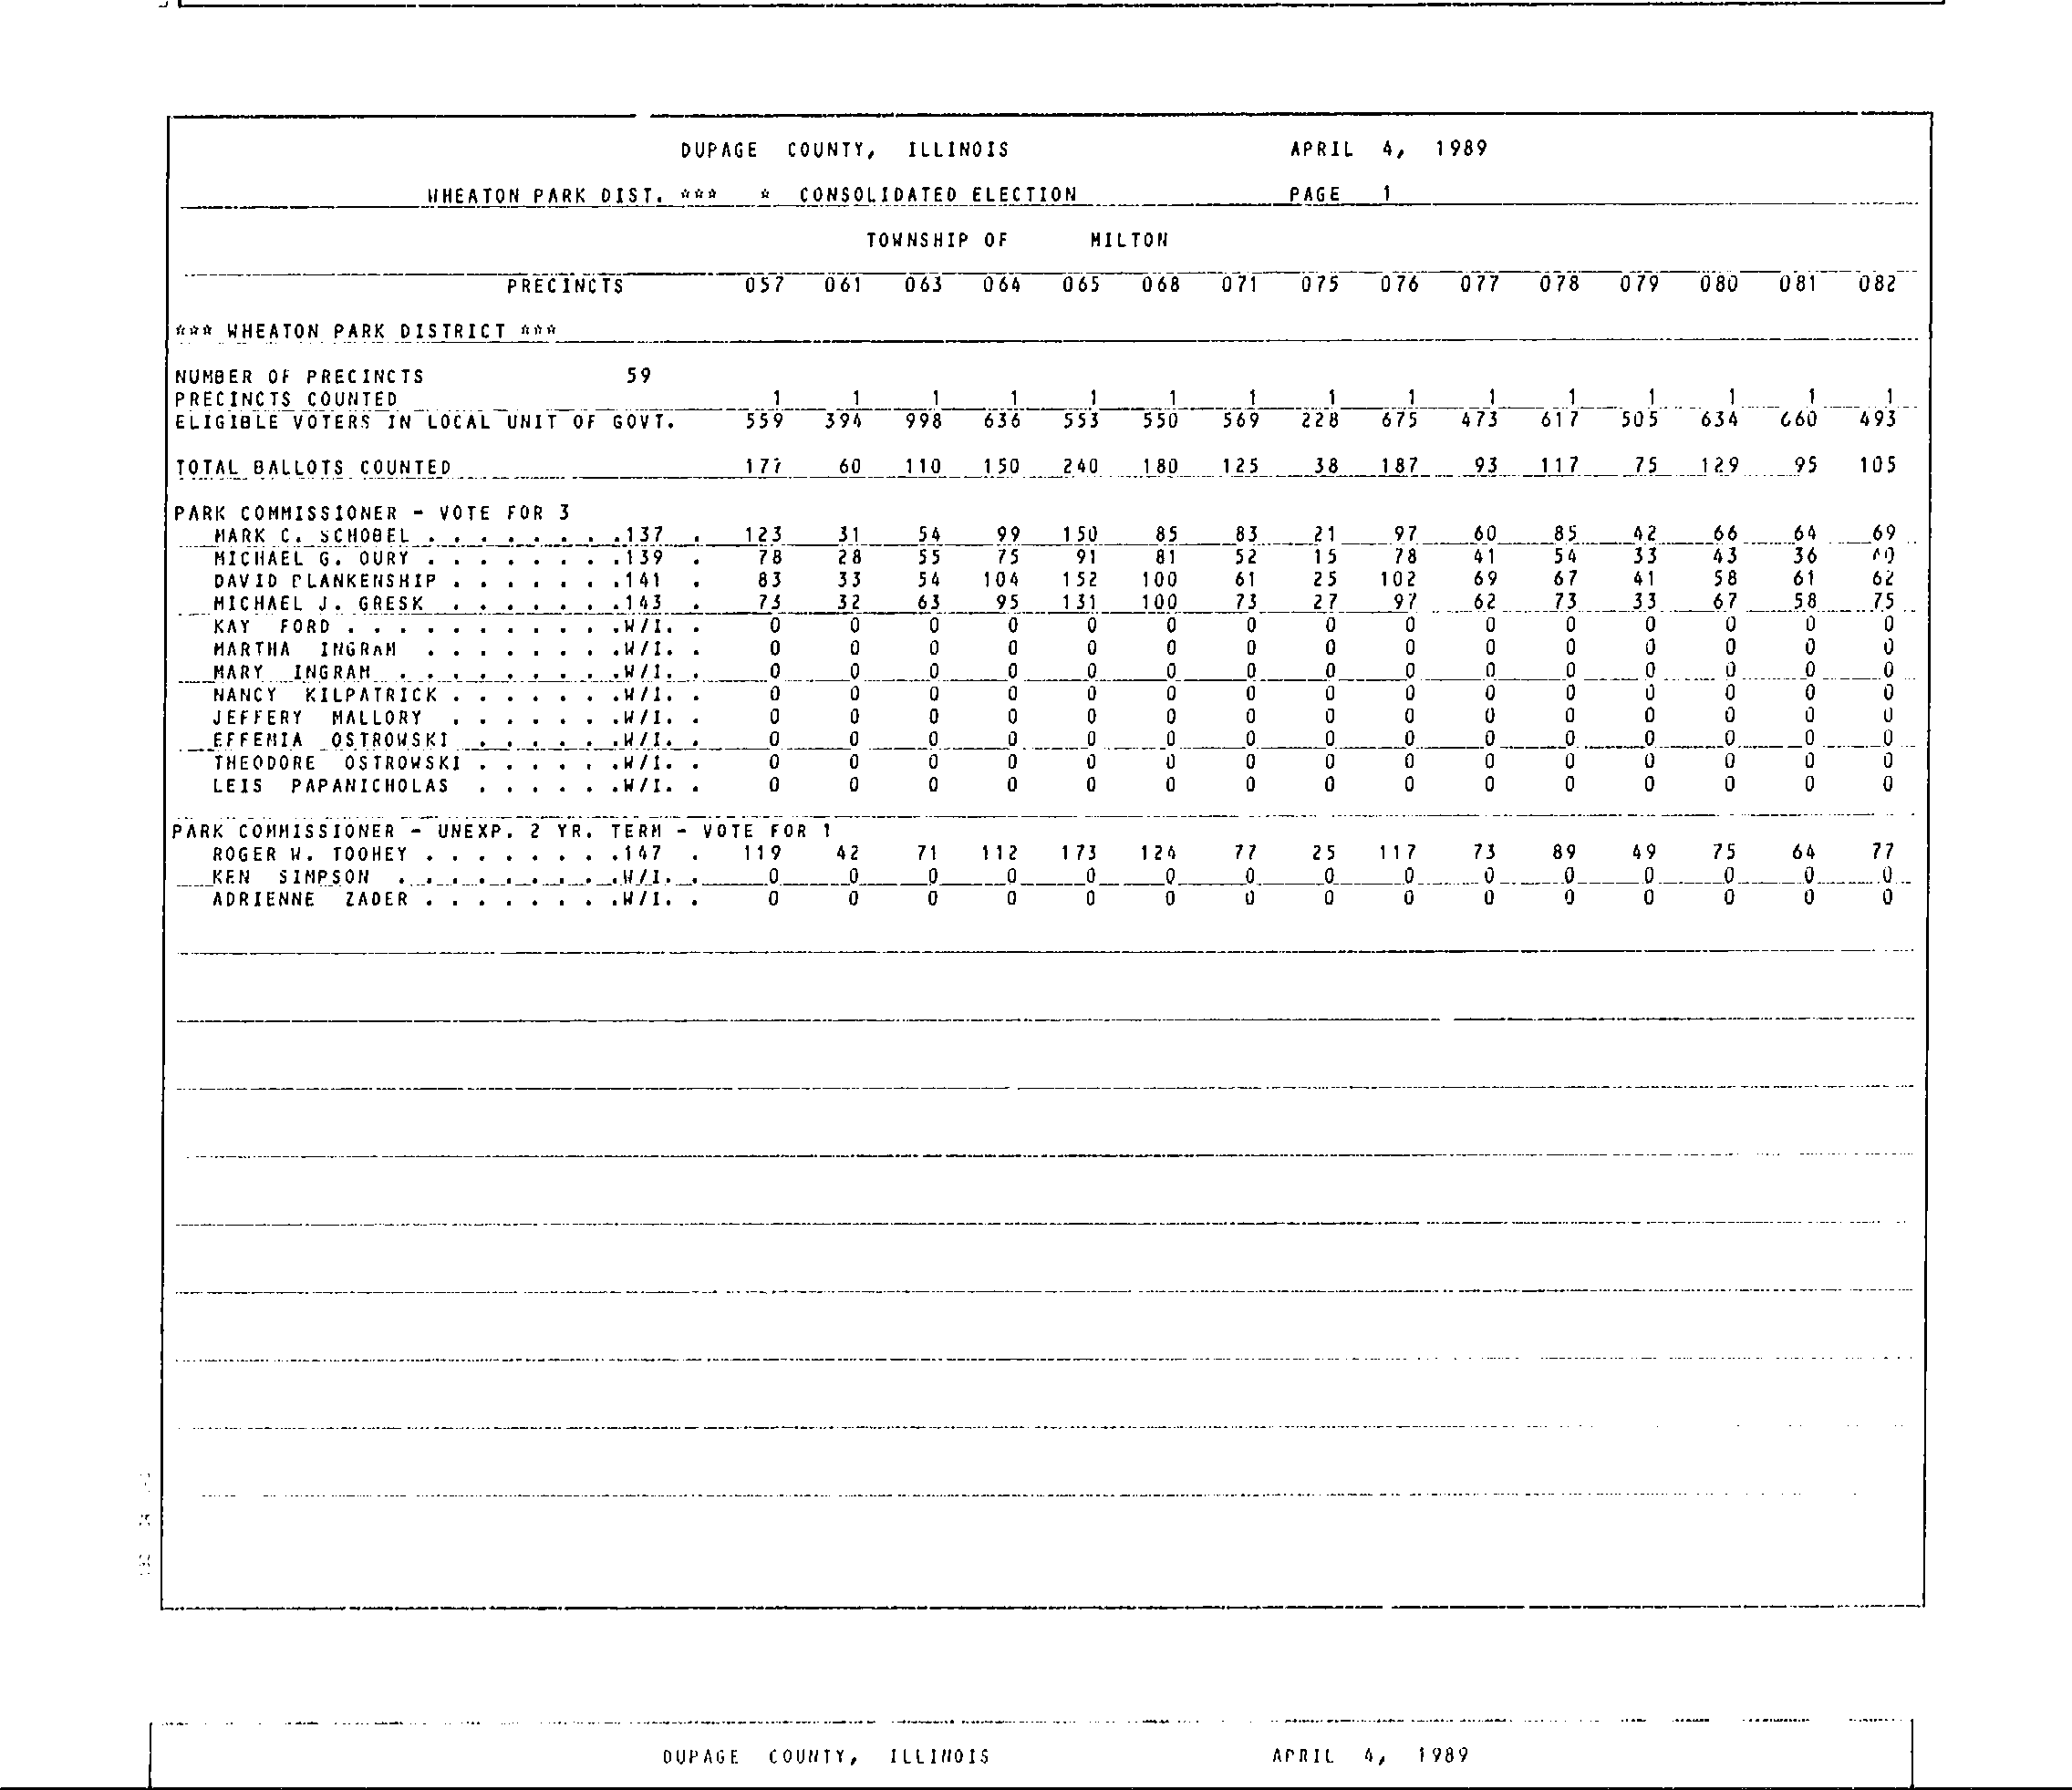 DUPAGE COUNTY, ILLINOIS APRIL 4, 1989
WHEATON PARK DIST. *** * CONSOLIDATED ELECTION PAGE 1
TOWNSHIP OF MILTON
PRECINCTS 057 061 063 064 065 068 071 075 076 077 078 079 080 081 082
*** WHEATON PARK DISTRICT ***
NUMBER OF PRECINCTS 59
PRECINCTS COUNTED 1 1 1 1 1 1 1 1 1 1 1 1 1 1 1
ELIGIBLE VOTERS IN LOCAL UNIT OF GOVT. 559 394 998 636 553 550 569 228 675 473 617 505 634 660 493
TOTAL BALLOTS COUNTED 177 60 110 150 240 180 125 38 187 93 117 75 129 95 105
PARK COMMISSIONER - VOTE FOR 3
MARK C. SCHOBEL . . . . . . . .137 . 123 31 54 99 150 85 83 21 97 60 85 42 66 64 69
MICHAEL G. OURY . . . . . . . .139 . 78 28 55 75 91 81 52 15 78 41 54 33 43 36
DAVID BLANKENSHIP . . . . . . .141 . 83 33 54 104 152 100 61 25 102 69 67 41 58 61 62
MICHAEL J. GRESK . . . . . . .143 . 73 32 63 95 131 100 73 27 97 62 73 33 67 58 75
KAY FORD . . . . . . . . . . .W/I. . 0 0 0 0 0 0 0 0 0 0 0 0 0 0 0
MARTHA INGRAM . . . . . . . .W/I. . 0 0 0 0 0 0 0 0 0 0 0 0 0 0 0
MARY INGRAM . . . . . . . . .W/I. . 0 0 0 0 0 0 0 0 0 0 0 0 0 0 0
NANCY KILPATRICK . . . . . . .W/I. . 0 0 0 0 0 0 0 0 0 0 0 0 0 0 0
JEFFERY MALLORY . . . . . . .W/I. . 0 0 0 0 0 0 0 0 0 0 0 0 0 0 0
EFFEMIA OSTROWSKI . . . . . .W/I. . 0 0 0 0 0 0 0 0 0 0 0 0 0 0 0
THEODORE OSTROWSKI . . . . . .W/I. . 0 0 0 0 0 0 0 0 0 0 0 0 0 0 0
LEIS PAPANICHOLAS . . . . . .W/I. . 0 0 0 0 0 0 0 0 0 0 0 0 0 0 0
PARK COMMISSIONER - UNEXP. 2 YR. TERM - VOTE FOR 1
ROGER W. TOOHEY . . . . . . . .147 . 119 42 71 112 173 124 77 25 117 73 89 49 75 64 77
KEN SIMPSON . . . . . . . . .W/I. . 0 0 0 0 0 0 0 0 0 0 0 0 0 0 0
ADRIENNE ZADER . . . . . . . .W/I. . 0 0 0 0 0 0 0 0 0 0 0 0 0 0 0
DUPAGE COUNTY, ILLINOIS APRIL 4, 1989